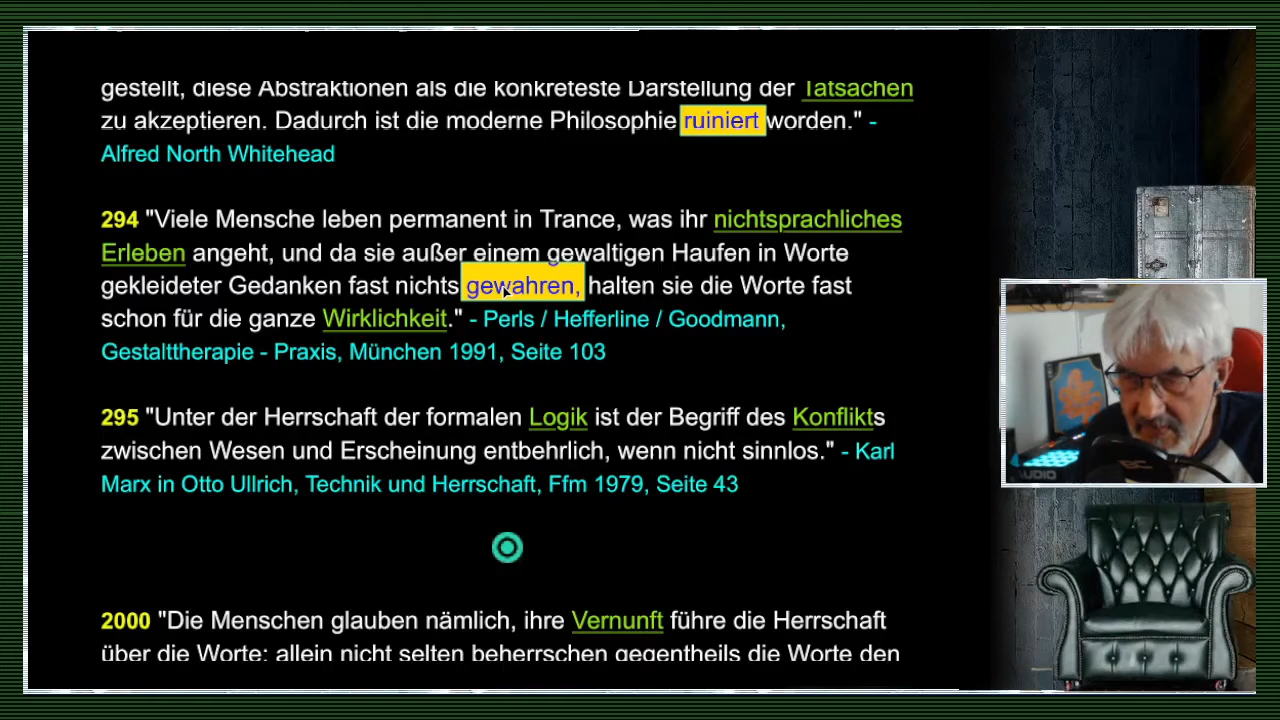 gestellt, diese Abstraktionen als die konkreteste Darstellung der Tatsachen
zu akzeptieren. Dadurch ist die moderne Philosophie ruiniert worden." -
Alfred North Whitehead
294 "Viele Mensche leben permanent in Trance, was ihr nichtsprachliches
Erleben angeht, und da sie außer einem gewaltigen Haufen in Worte
gekleideter Gedanken fast nichts gewahren, halten sie die Worte fast
schon für die ganze Wirklichkeit." - Perls / Hefferline / Goodmann,
Gestalttherapie - Praxis, München 1991, Seite 103
295 "Unter der Herrschaft der formalen Logik ist der Begriff des Konflikts
zwischen Wesen und Erscheinung entbehrlich, wenn nicht sinnlos." - Karl
Marx in Otto Ullrich, Technik und Herrschaft, Ffm 1979, Seite 43
2000 "Die Menschen glauben nämlich, ihre Vernunft führe die Herrschaft
über die Worte; allein nicht selten beherrschen gegentheils die Worte den
AUDIO